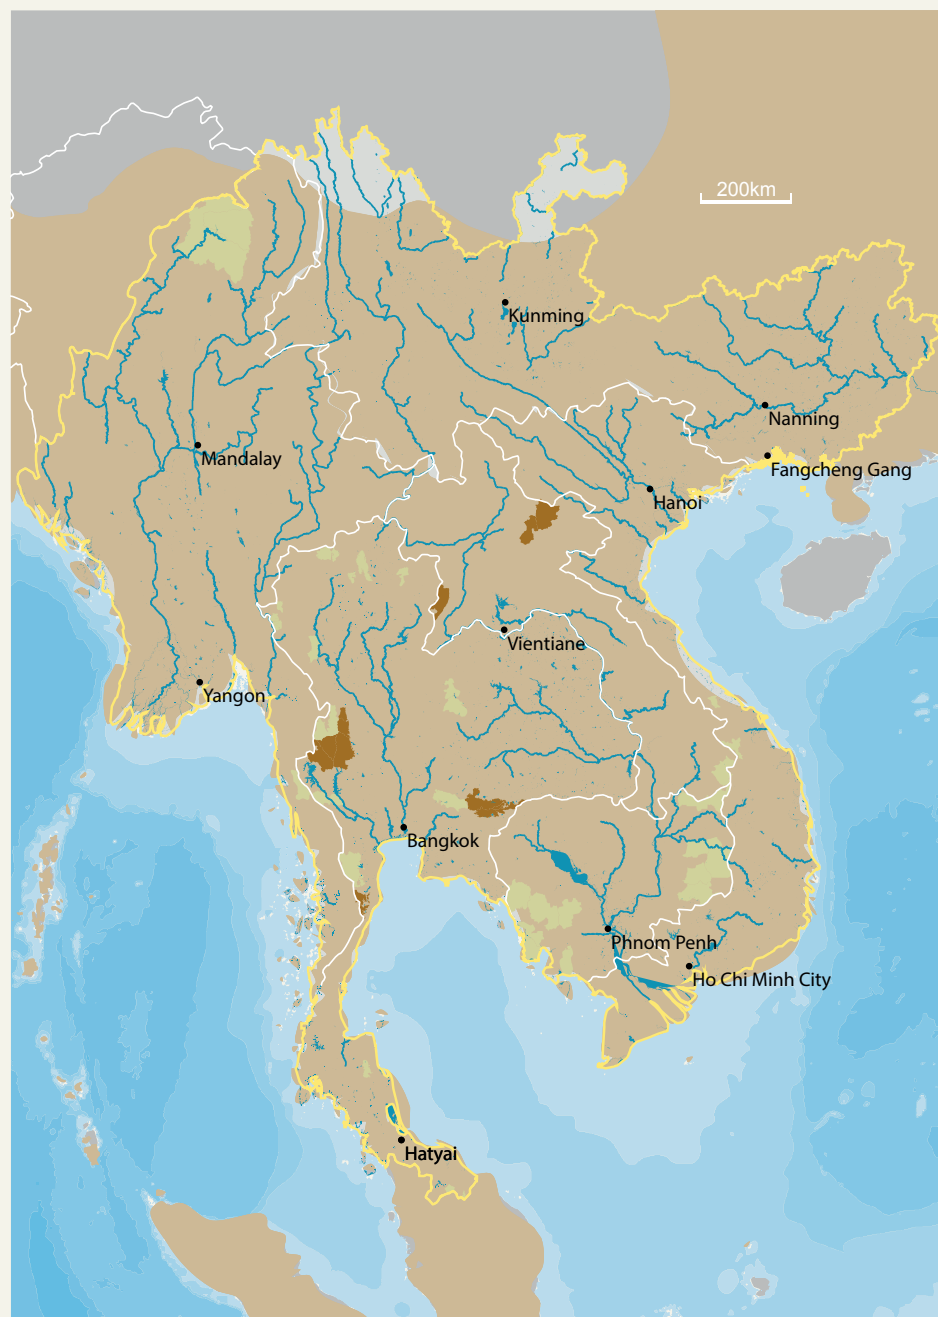 200km
Kunming
Nanning
Mandalay
Fangcheng Gang
Hanoi
Vientiane
Yangon
Bangkok
Phnom Penh
Ho Chi Minh City
Hatyai